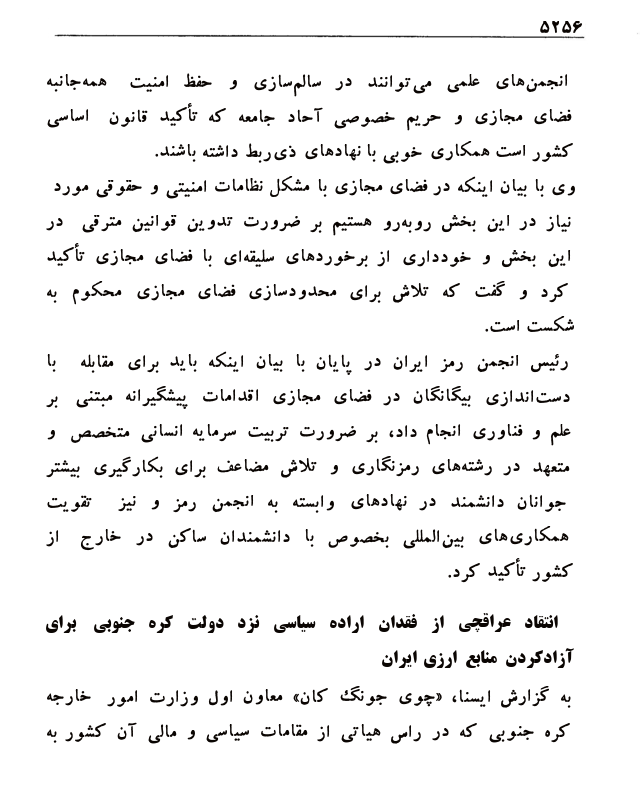 ۵۲۵۶
انجمن‌های علمی می‌توانند در سالم‌سازی و حفظ امنیت همه‌جانبه
فضای مجازی و حریم خصوصی آحاد جامعه که تأکید قانون اساسی
کشور است همکاری خوبی با نهادهای ذی‌ربط داشته باشند.
وی با بیان اینکه در فضای مجازی با مشکل نظامات امنیتی و حقوقی مورد
نیاز در این بخش روبه‌رو هستیم بر ضرورت تدوین قوانین مترقی در
این بخش و خودداری از برخوردهای سلیقه‌ای با فضای مجازی تأکید
کرد و گفت که تلاش برای محدودسازی فضای مجازی محکوم به
شکست است.
رئیس انجمن رمز ایران در پایان با بیان اینکه باید برای مقابله با
دست‌اندازی بیگانگان در فضای مجازی اقدامات پیشگیرانه مبتنی بر
علم و فناوری انجام داد، بر ضرورت تربیت سرمایه انسانی متخصص و
متعهد در رشته‌های رمزنگاری و تلاش مضاعف برای بکارگیری بیشتر
جوانان دانشمند در نهادهای وابسته به انجمن رمز و نیز تقویت
همکاری‌های بین‌المللی بخصوص با دانشمندان ساکن در خارج از
کشور تأکید کرد.
انتقاد عراقچی از فقدان اراده سیاسی نزد دولت کره جنوبی برای
آزادکردن منابع ارزی ایران
به گزارش ایسنا، «چوی جونگ کان» معاون اول وزارت امور خارجه
کره جنوبی که در راس هیاتی از مقامات سیاسی و مالی آن کشور به